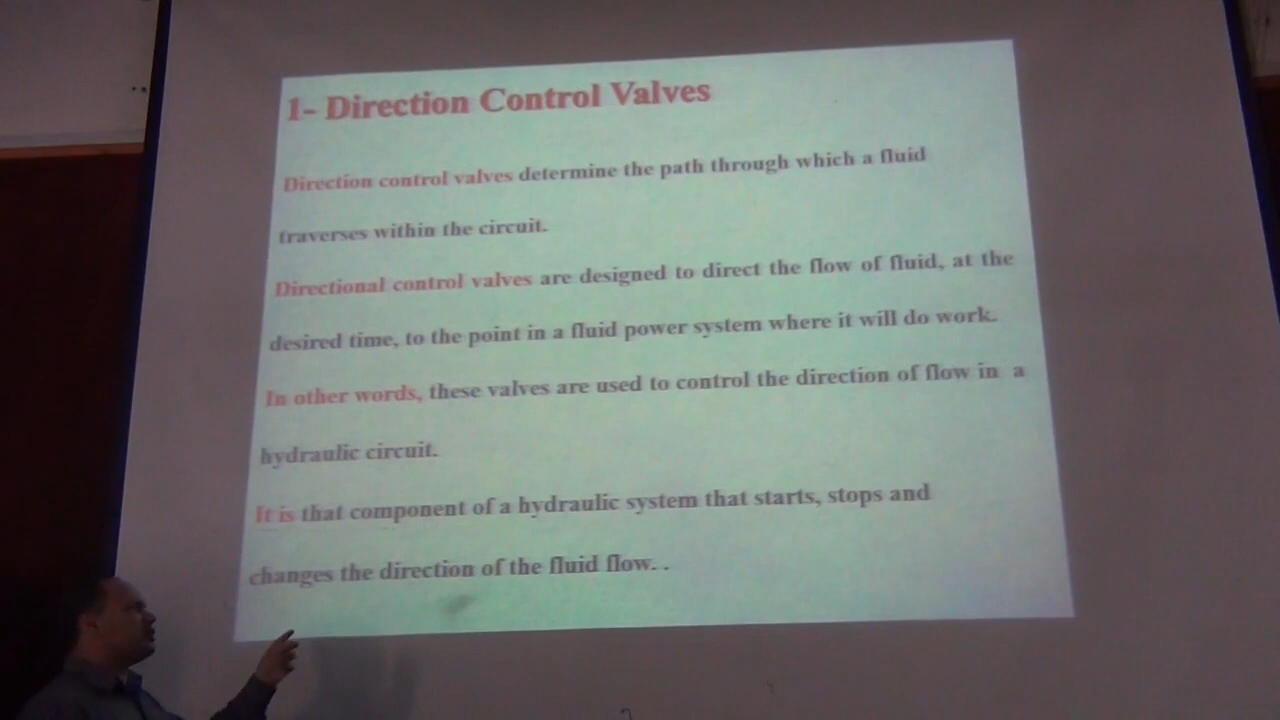 1- Direction Control Valves
Direction control valves determine the path through which a fluid
traverses within the circuit.
Directional control valves are designed to direct the flow of fluid, at the
desired time, to the point in a fluid power system where it will do work.
In other words, these valves are used to control the direction of flow in a
hydraulic circuit.
It is that component of a hydraulic system that starts, stops and
changes the direction of the fluid flow. .